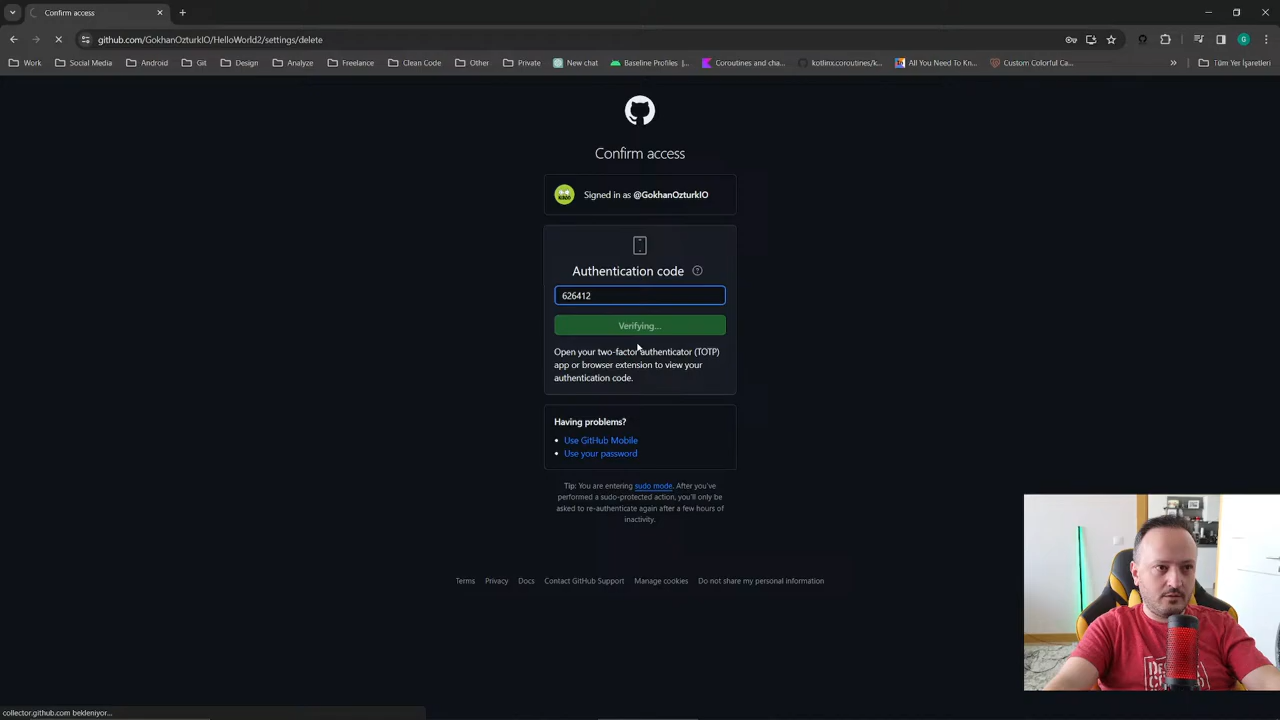 Confirm access
github.com/GokhanOzturkIO/HelloWorld2/settings/delete
G
Work Social Media Android Git Design Analyze Freelance Clean Code Other Private New chat Baseline Profiles |... Coroutines and cha... kotlinx.coroutines/k... All You Need To Kn... Custom Colorful Ca... » Tüm Yer İşaretleri
Confirm access
Signed in as @GokhanOzturkIO
Authentication code ?
626412
Verifying...
Open your two-factor authenticator (TOTP)
app or browser extension to view your
authentication code.
Having problems?
• Use GitHub Mobile
• Use your password
Tip: You are entering sudo mode. After you've
performed a sudo-protected action, you'll only be
asked to re-authenticate again after a few hours of
inactivity.
Terms Privacy Docs Contact GitHub Support Manage cookies Do not share my personal information
collector.github.com bekleniyor...